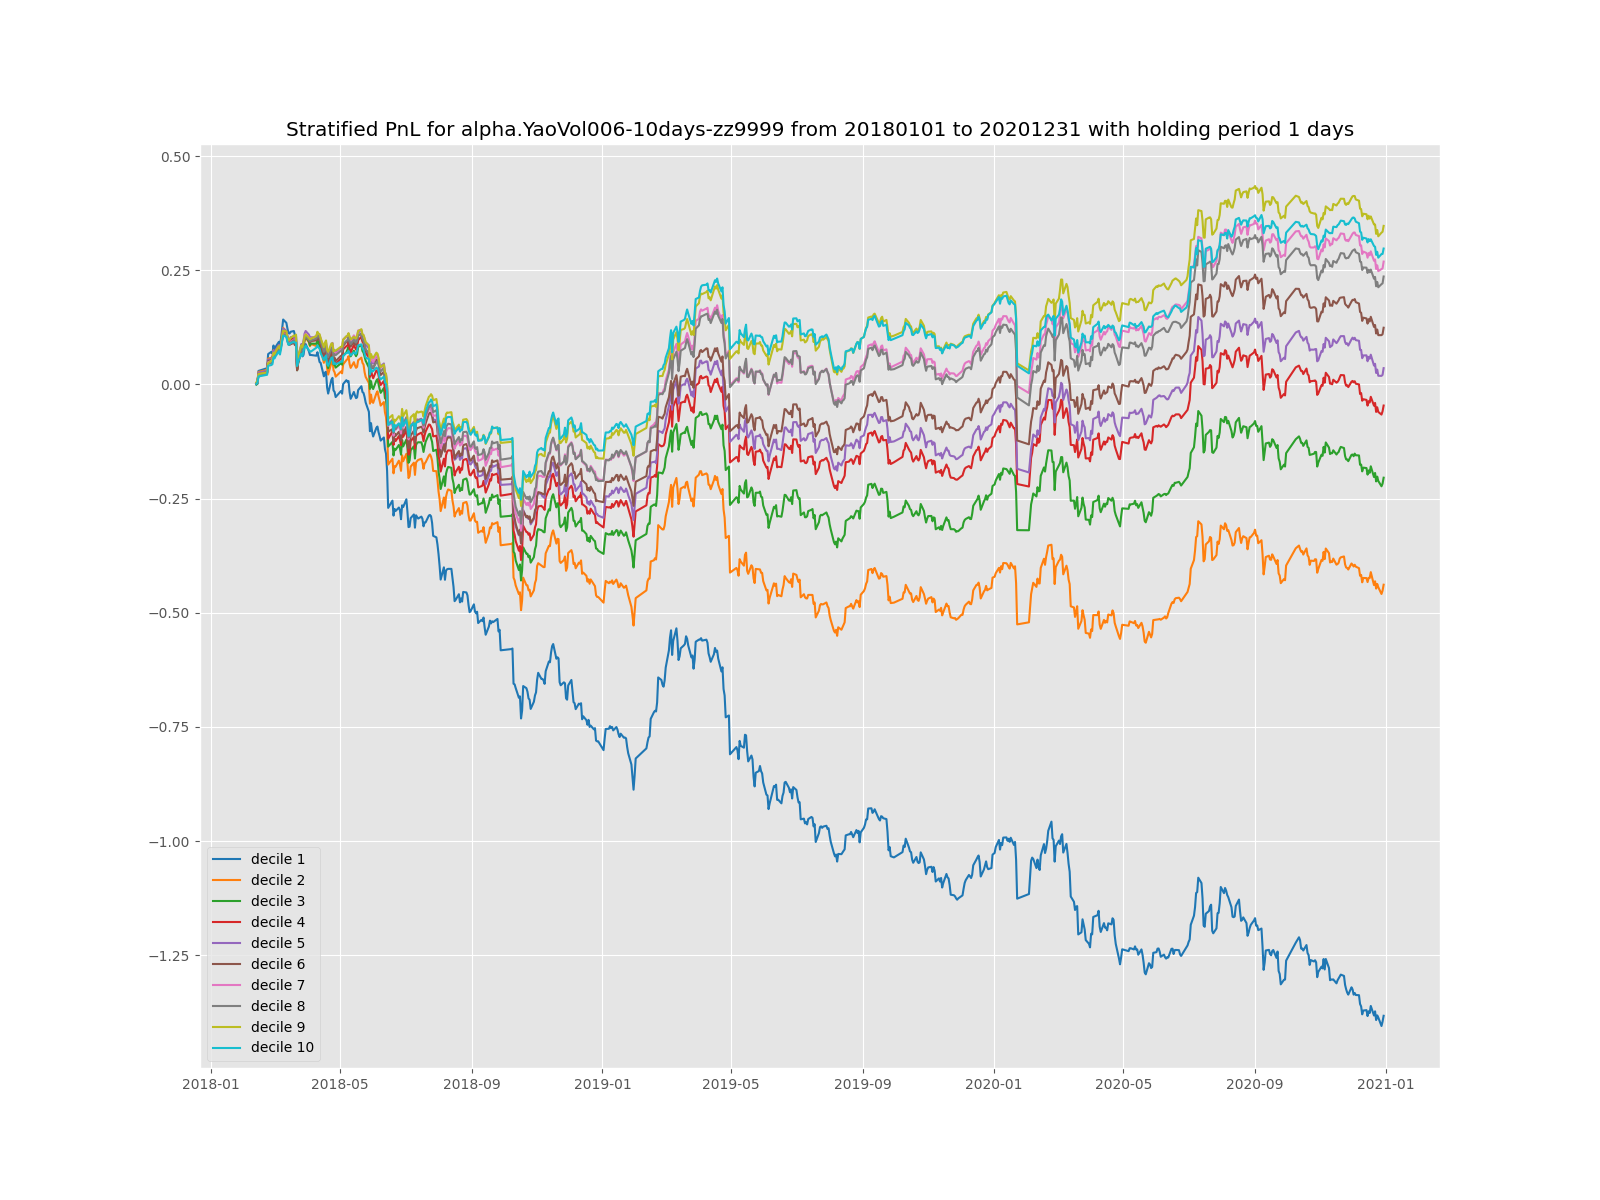 Stratified PnL for alpha.YaoVol006-10days-zz9999 from 20180101 to 20201231 with holding period 1 days
0.50
0.25
0.00
−0.25
−0.50
−0.75
−1.00
−1.25
decile 1
decile 2
decile 3
decile 4
decile 5
decile 6
decile 7
decile 8
decile 9
decile 10
2018-01 2018-05 2018-09 2019-01 2019-05 2019-09 2020-01 2020-05 2020-09 2021-01